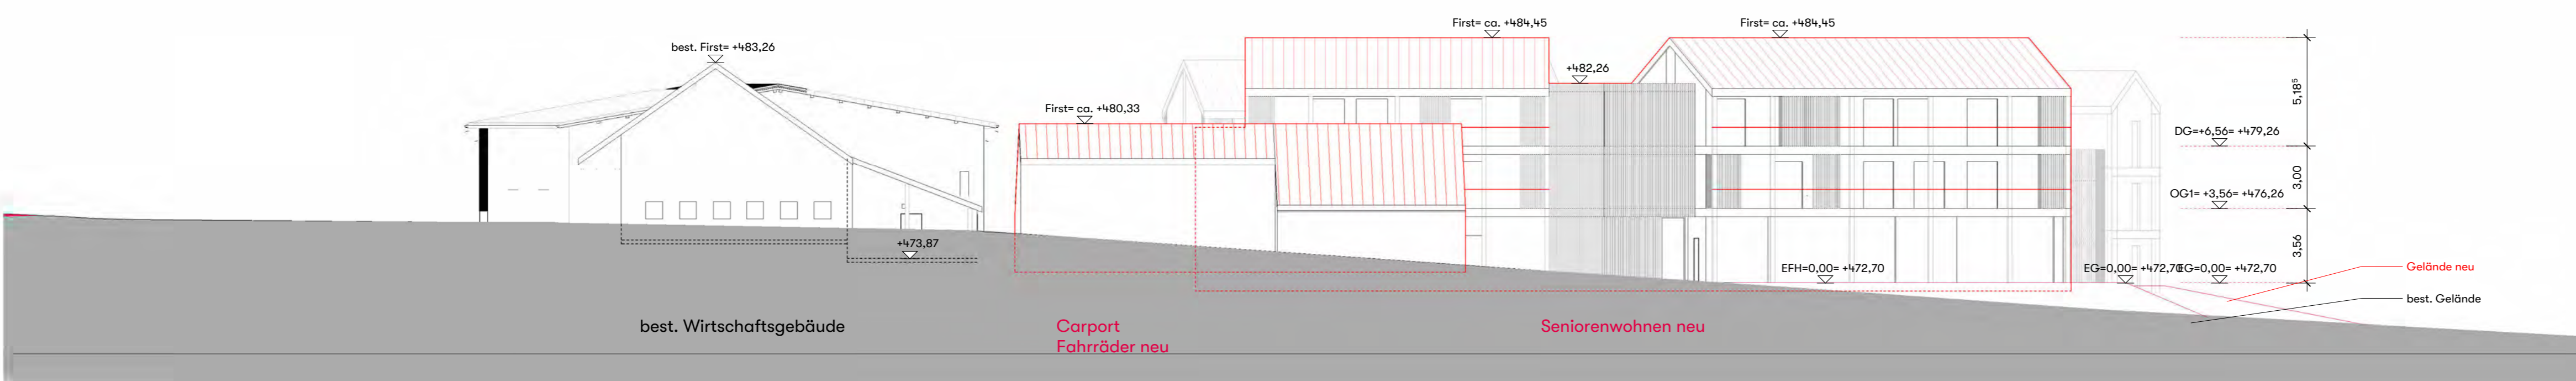 First= ca. +484,45
First= ca. +484,45
best. First= +483,26
+482,26
First= ca. +480,33
5,18⁵
DG=+6,56= +479,26
3,00
OG1= +3,56= +476,26
3,56
+473,87
EFH=0,00= +472,70
EG=0,00= +472,70
EG=0,00= +472,70
Gelände neu
best. Gelände
best. Wirtschaftsgebäude
Carport
Fahrräder neu
Seniorenwohnen neu